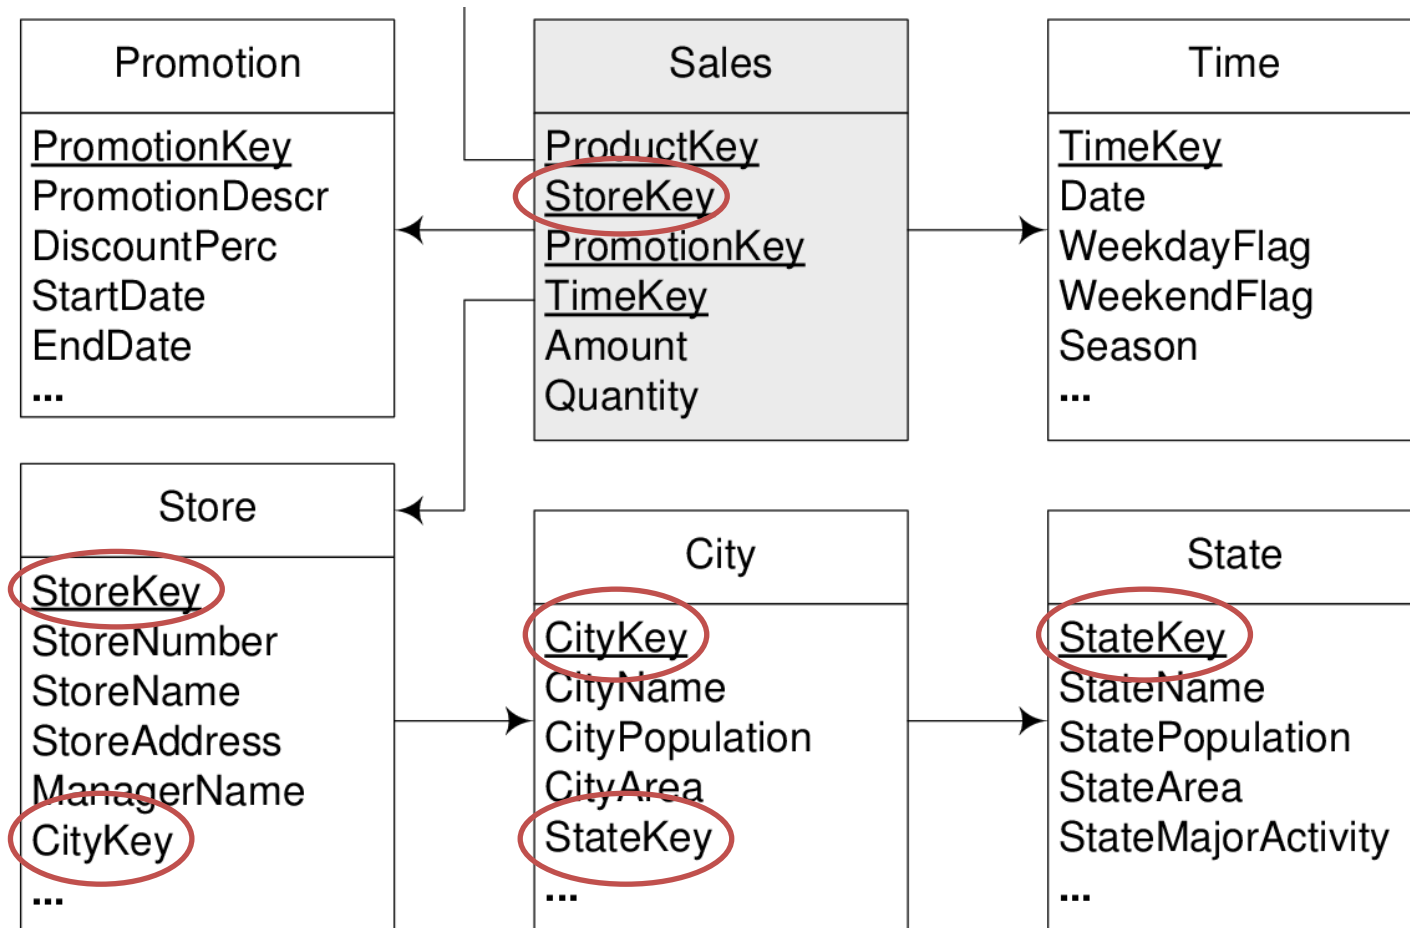 Promotion
PromotionKey
PromotionDescr
DiscountPerc
StartDate
EndDate
...
Sales
ProductKey
StoreKey
PromotionKey
TimeKey
Amount
Quantity
Time
TimeKey
Date
WeekdayFlag
WeekendFlag
Season
...
Store
StoreKey
StoreNumber
StoreName
StoreAddress
ManagerName
CityKey
...
City
CityKey
CityName
CityPopulation
CityArea
StateKey
...
State
StateKey
StateName
StatePopulation
StateArea
StateMajorActivity
...